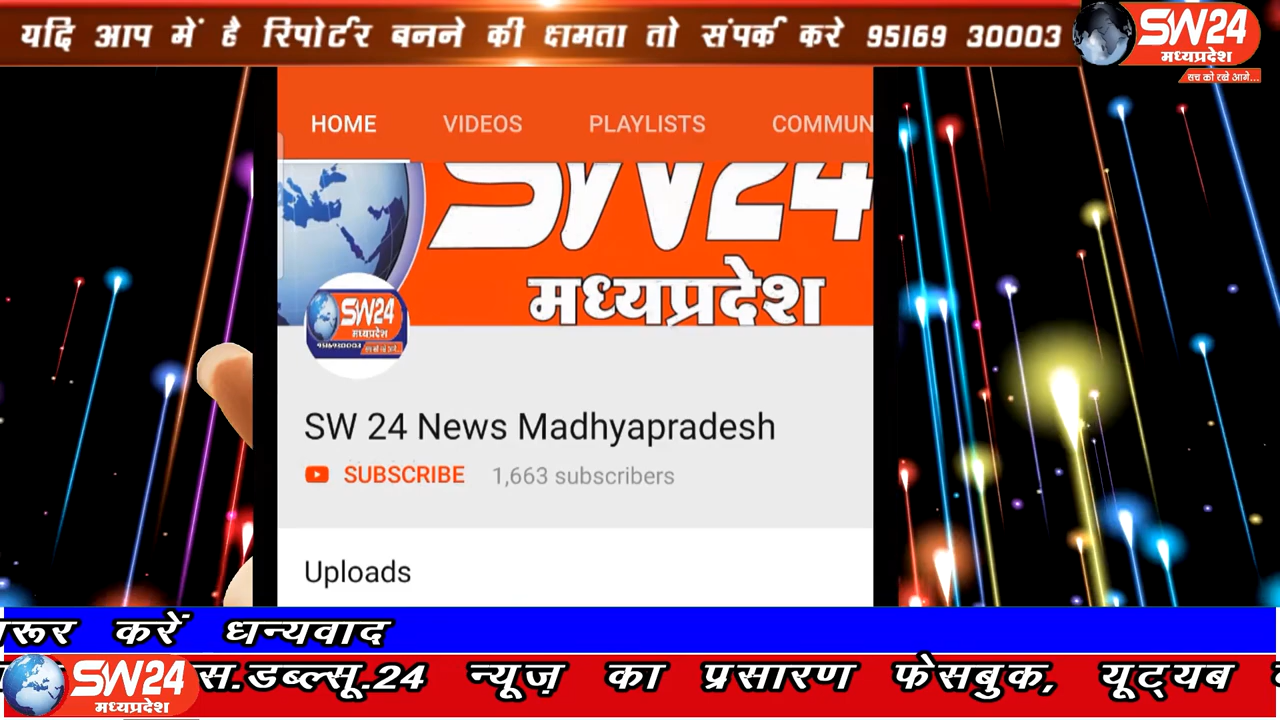 यदि आप में है रिपोर्टर बनने की क्षमता तो संपर्क करे 95169 30003
SW24
मध्यप्रदेश
सच को रखे आगे...
HOME VIDEOS PLAYLISTS COMMUN
SW24
मध्यप्रदेश
SW24
मध्यप्रदेश
9516930003
SW 24 News Madhyapradesh
SUBSCRIBE 1,663 subscribers
Uploads
करें धन्यवाद
स.डब्ल्सू.24 न्यूज़ का प्रसारण फेसबुक, यूट्यब
SW24
मध्यप्रदेश